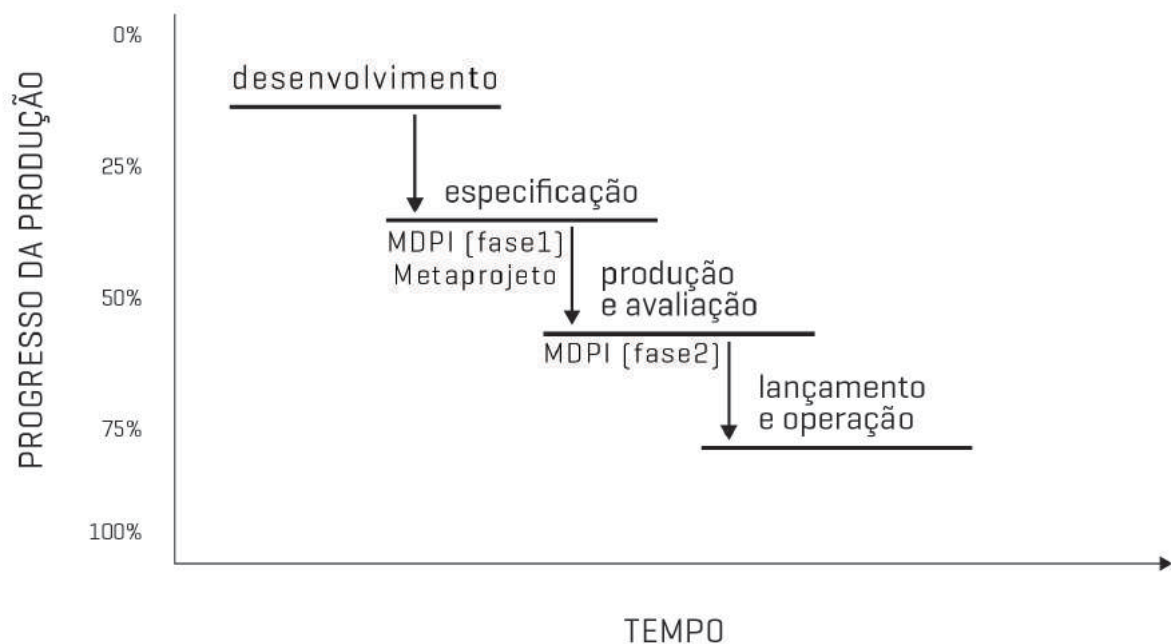 PROGRESSO DA PRODUÇÃO
0%
desenvolvimento
25%
especificação
MDPI (fase1)
Metaprojeto
produção
e avaliação
50%
MDPI (fase2)
lançamento
e operação
75%
100%
TEMPO